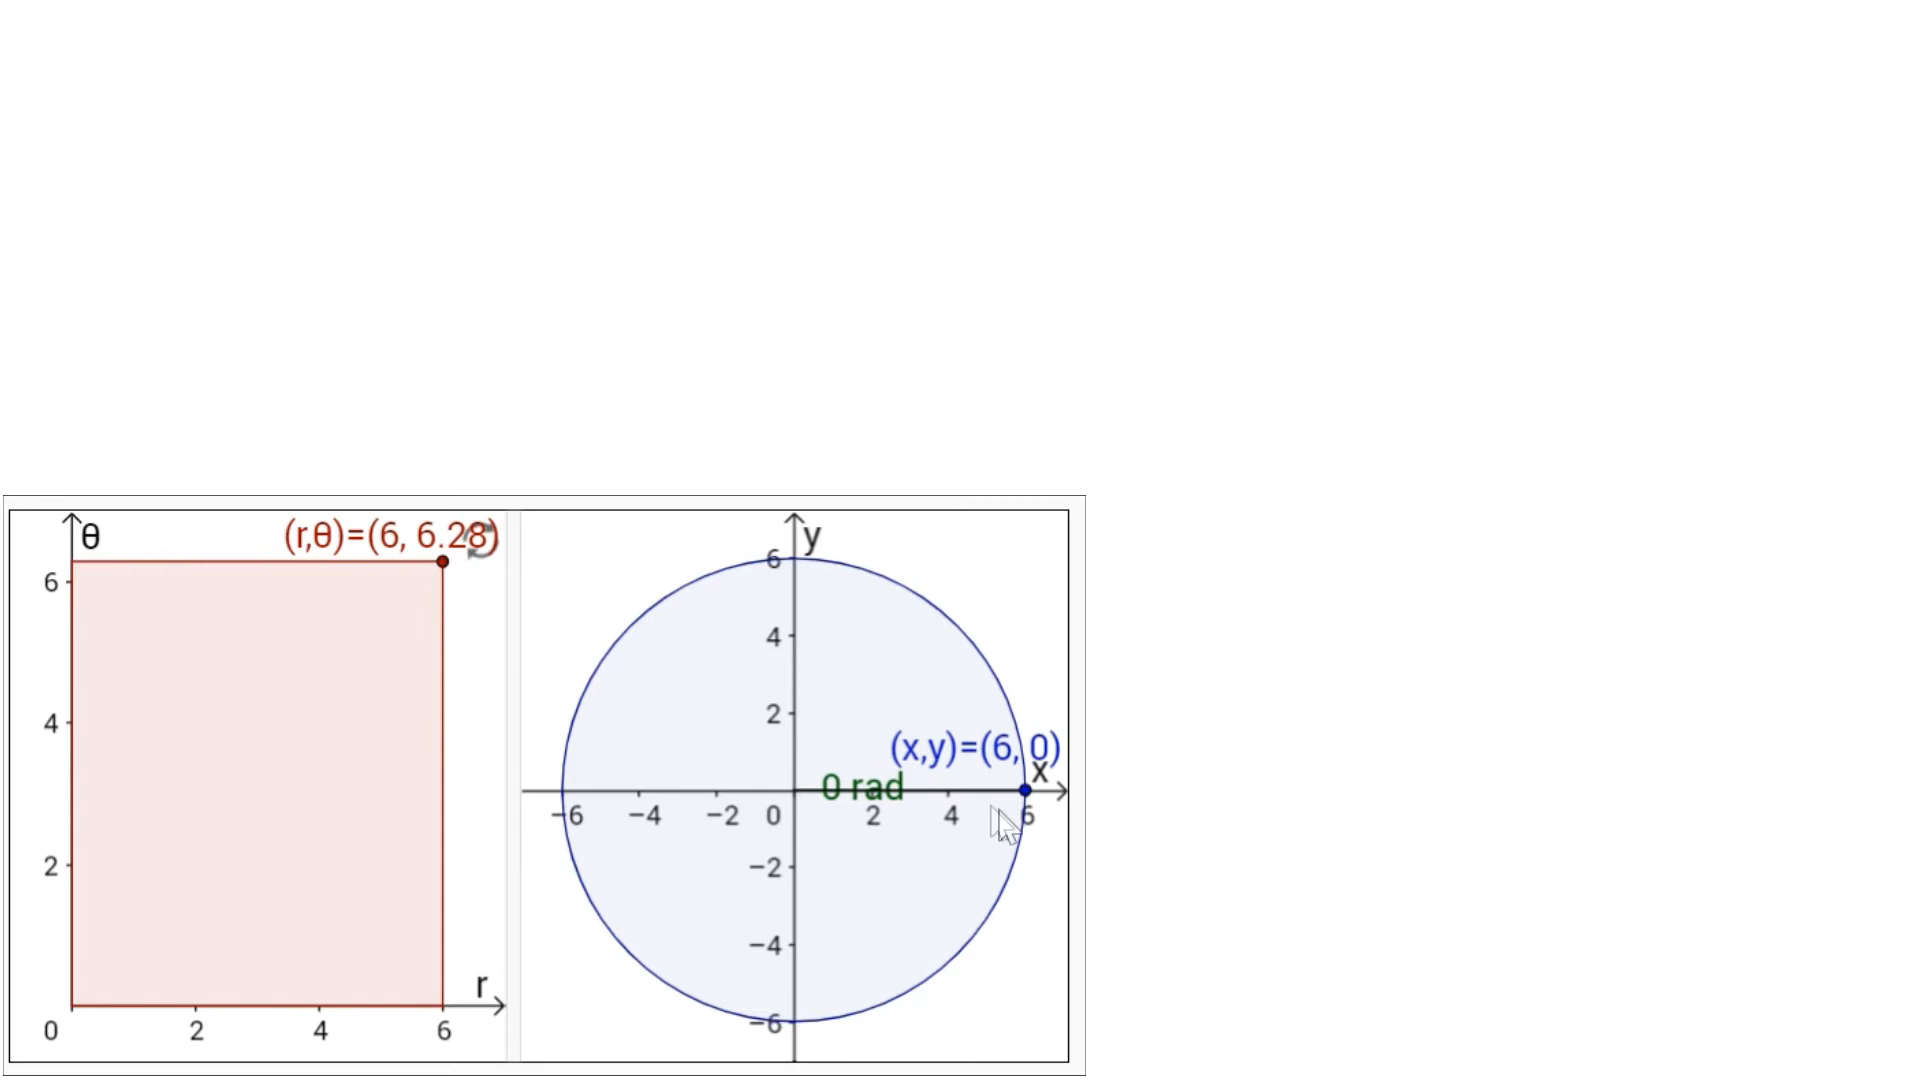 θ
(r,θ)=(6, 6.28)
6
4
2
r
0 2 4 6
y
6
4
2
(x,y)=(6, 0)
x
0 rad
−6 −4 −2 0 2 4 6
−2
−4
−6